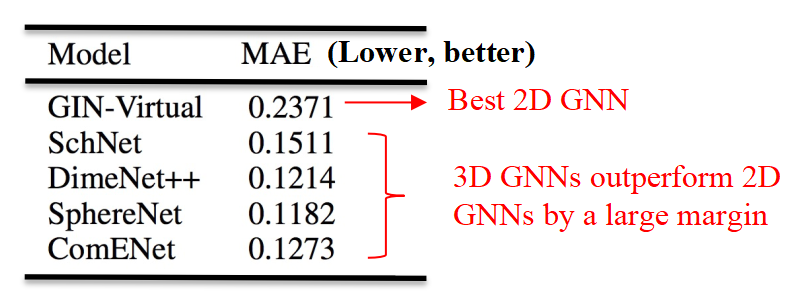 Model MAE (Lower, better)
GIN-Virtual 0.2371 Best 2D GNN
SchNet 0.1511
DimeNet++ 0.1214
SphereNet 0.1182
ComENet 0.1273
3D GNNs outperform 2D
GNNs by a large margin